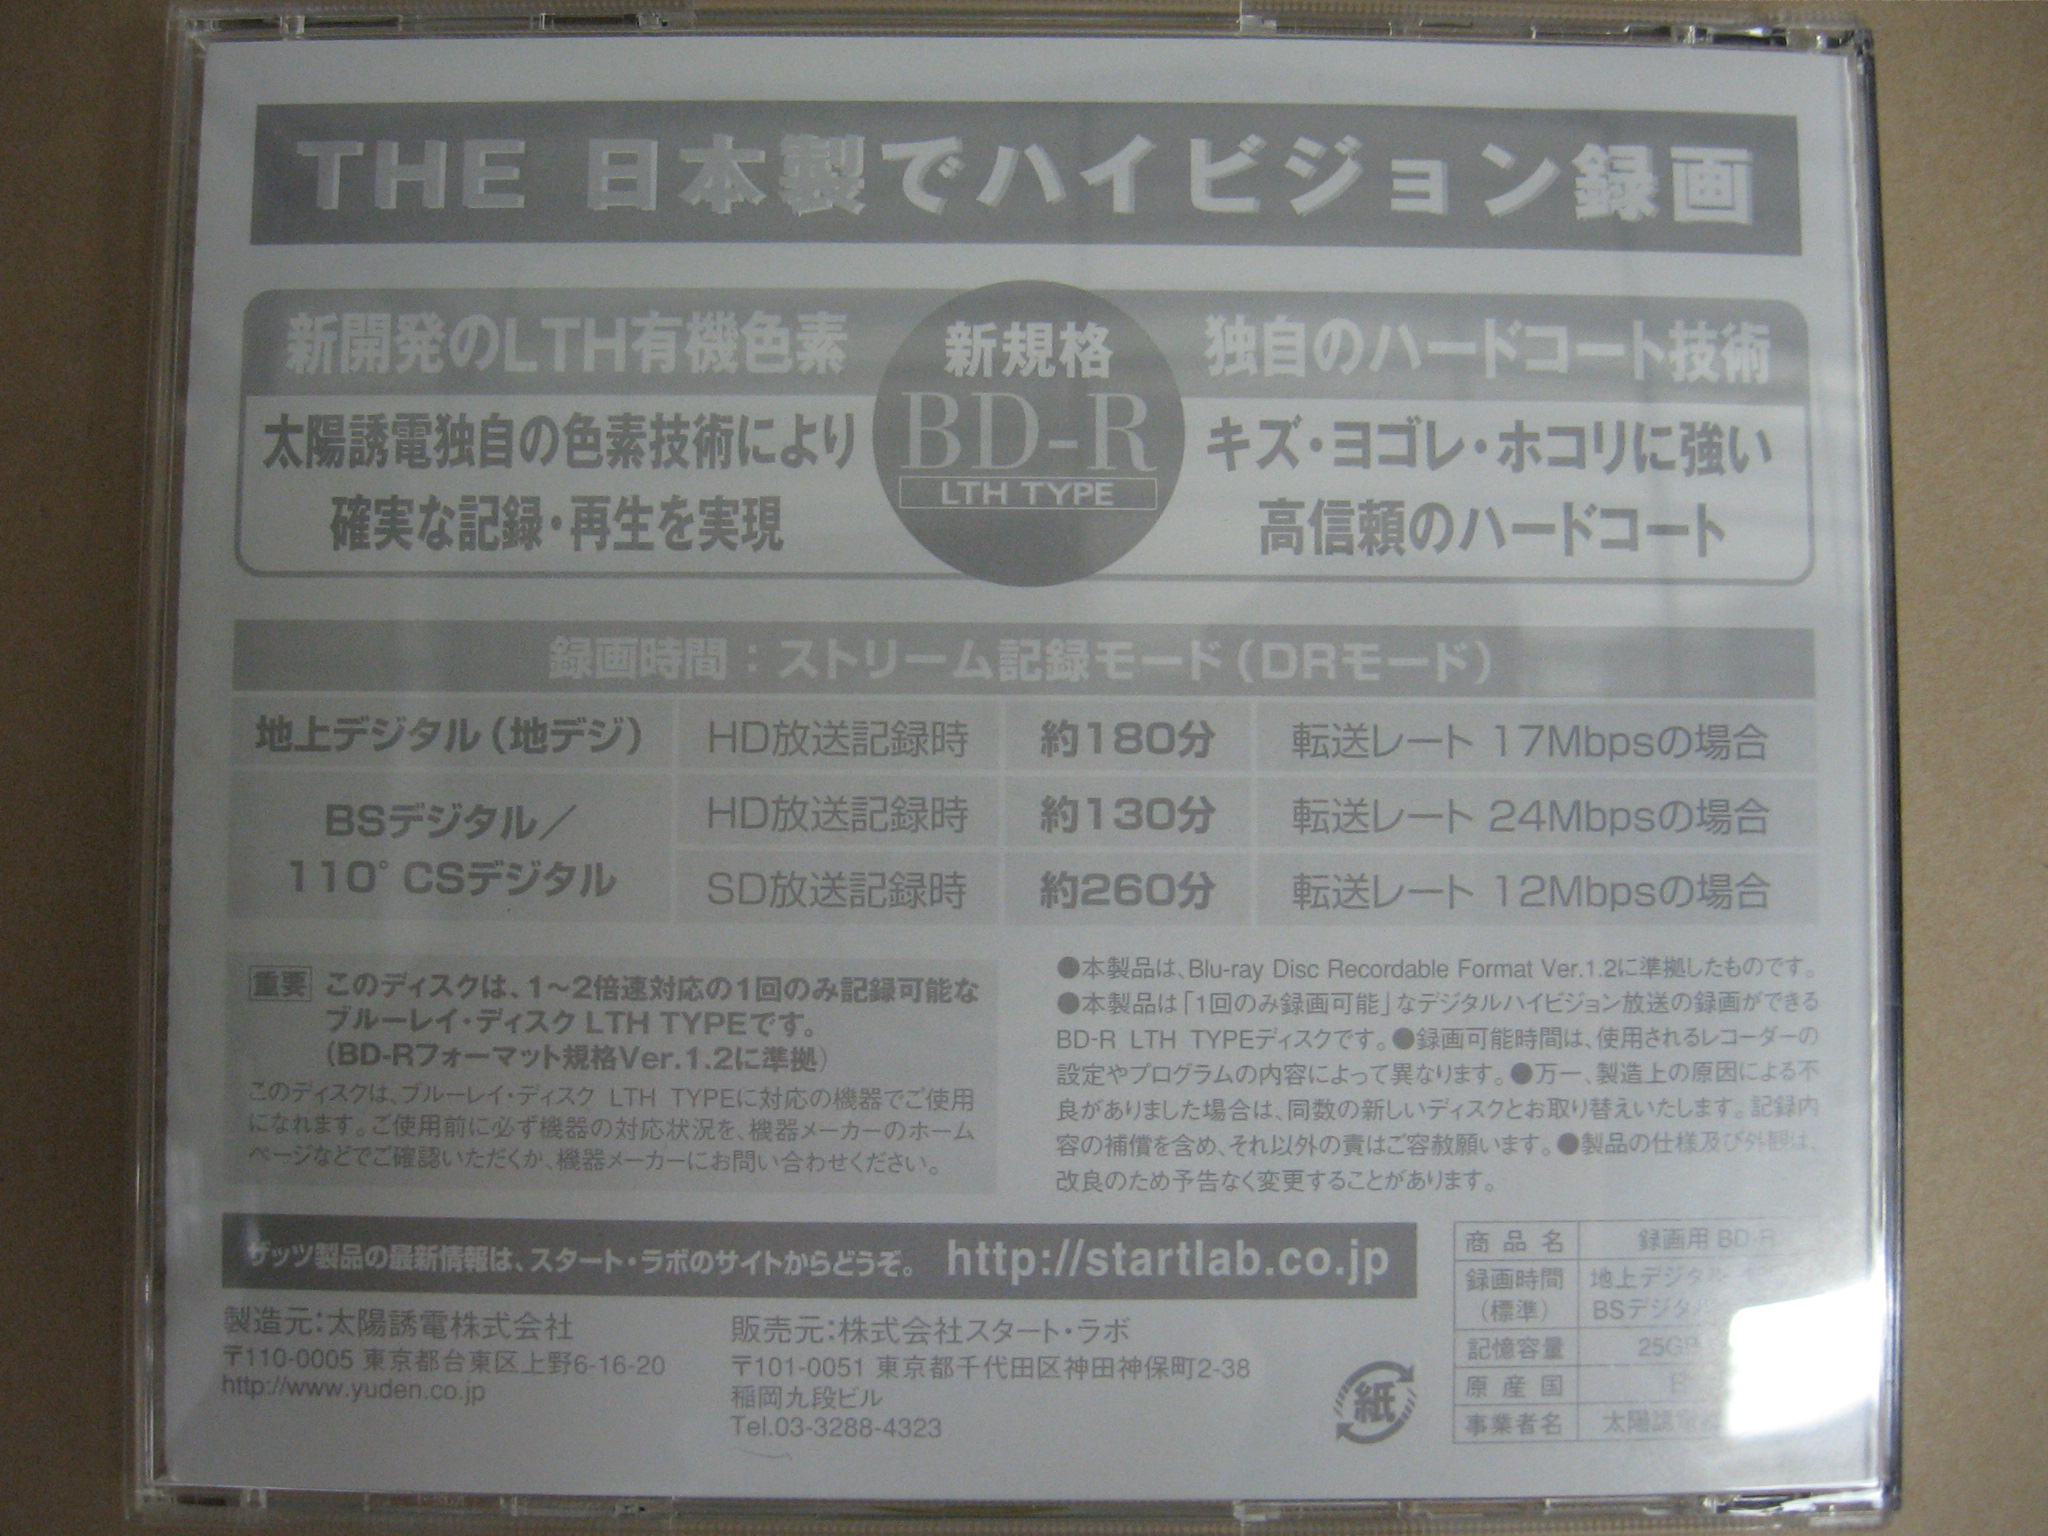 THE 日本製でハイビジョン録画
新開発のLTH有機色素
太陽誘電独自の色素技術により
確実な記録・再生を実現
新規格
BD-R
LTH TYPE
独自のハードコート技術
キズ・ヨゴレ・ホコリに強い
高信頼のハードコート
録画時間：ストリーム記録モード（DRモード）
地上デジタル（地デジ） HD放送記録時 約180分 転送レート 17Mbpsの場合
BSデジタル／
110°CSデジタル
HD放送記録時 約130分 転送レート 24Mbpsの場合
SD放送記録時 約260分 転送レート 12Mbpsの場合
重要 このディスクは、1～2倍速対応の1回のみ記録可能な
ブルーレイ・ディスク LTH TYPEです。
（BD-Rフォーマット規格Ver.1.2に準拠）
このディスクは、ブルーレイ・ディスク LTH TYPEに対応の機器でご使用
になれます。ご使用前に必ず機器の対応状況を、機器メーカーのホーム
ページなどでご確認いただくか、機器メーカーにお問い合わせください。
●本製品は、Blu-ray Disc Recordable Format Ver.1.2に準拠したものです。
●本製品は「1回のみ録画可能」なデジタルハイビジョン放送の録画ができる
BD-R LTH TYPEディスクです。●録画可能時間は、使用されるレコーダーの
設定やプログラムの内容によって異なります。●万一、製造上の原因による不
良がありました場合は、同数の新しいディスクとお取り替えいたします。記録内
容の補償を含め、それ以外の責はご容赦願います。●製品の仕様及び外観は、
改良のため予告なく変更することがあります。
ザッツ製品の最新情報は、スタート・ラボのサイトからどうぞ。 http://startlab.co.jp
製造元：太陽誘電株式会社
〒110-0005 東京都台東区上野6-16-20
http://www.yuden.co.jp
販売元：株式会社スタート・ラボ
〒101-0051 東京都千代田区神田神保町2-38
稲岡九段ビル
Tel.03-3288-4323
紙
商品名 録画用 BD-R
録画時間 地上デジタル
（標準） BSデジタル
記憶容量 25GB
原産国
事業者名 太陽誘電